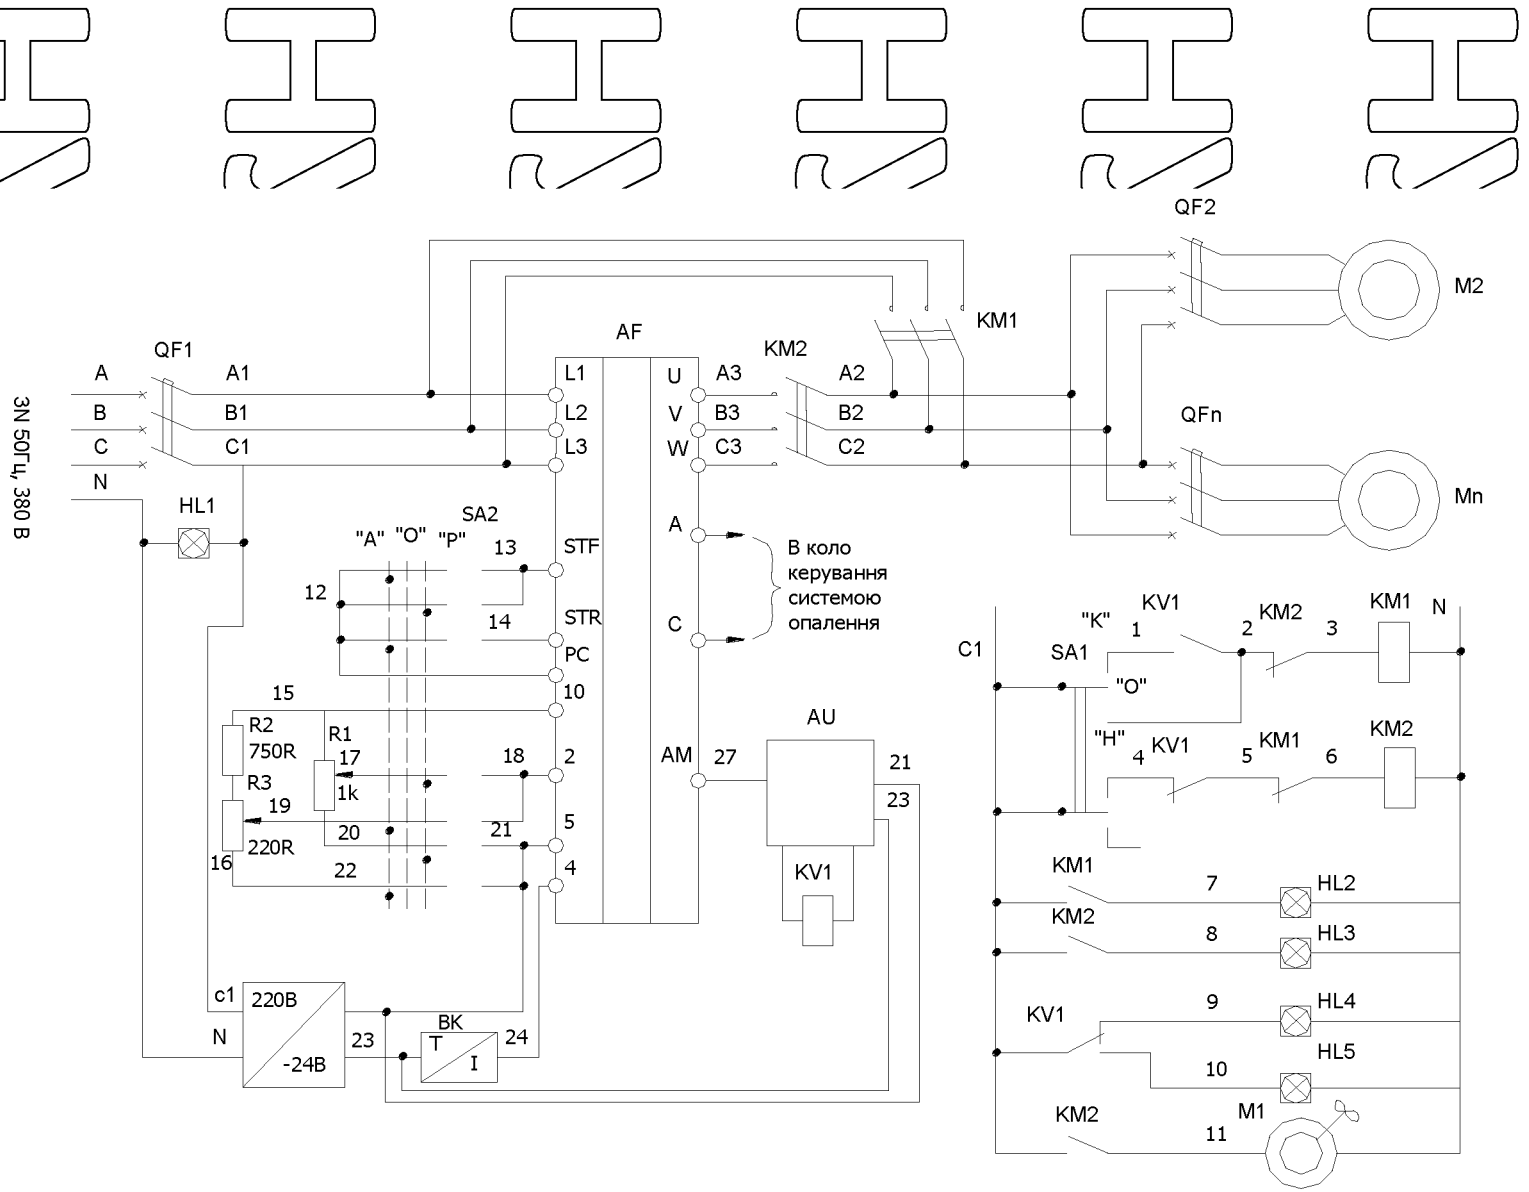 QF2
M2
KM1
AF
QF1
KM2
A
A1
L1
U
A3
A2
B
B1
L2
V
B3
B2
QFn
C
C1
L3
W
C3
C2
N
3N 50Гц, 380 В
HL1
Mn
SA2
"А" "О" "Р"
13
STF
A
В коло
керування
системою
опалення
12
14
STR
C
PC
10
15
R2
750R
R1
17
18
2
AM
27
AU
21
23
R3
19
1k
20
21
5
220R
16
22
4
KV1
c1
220В
N
-24В
23
BK
T
I
24
C1
SA1
"К"
1
KV1
2
KM2
3
KM1
N
"О"
"Н"
4
KV1
5
KM1
6
KM2
KM1
7
HL2
KM2
8
HL3
KV1
9
HL4
10
HL5
KM2
11
M1